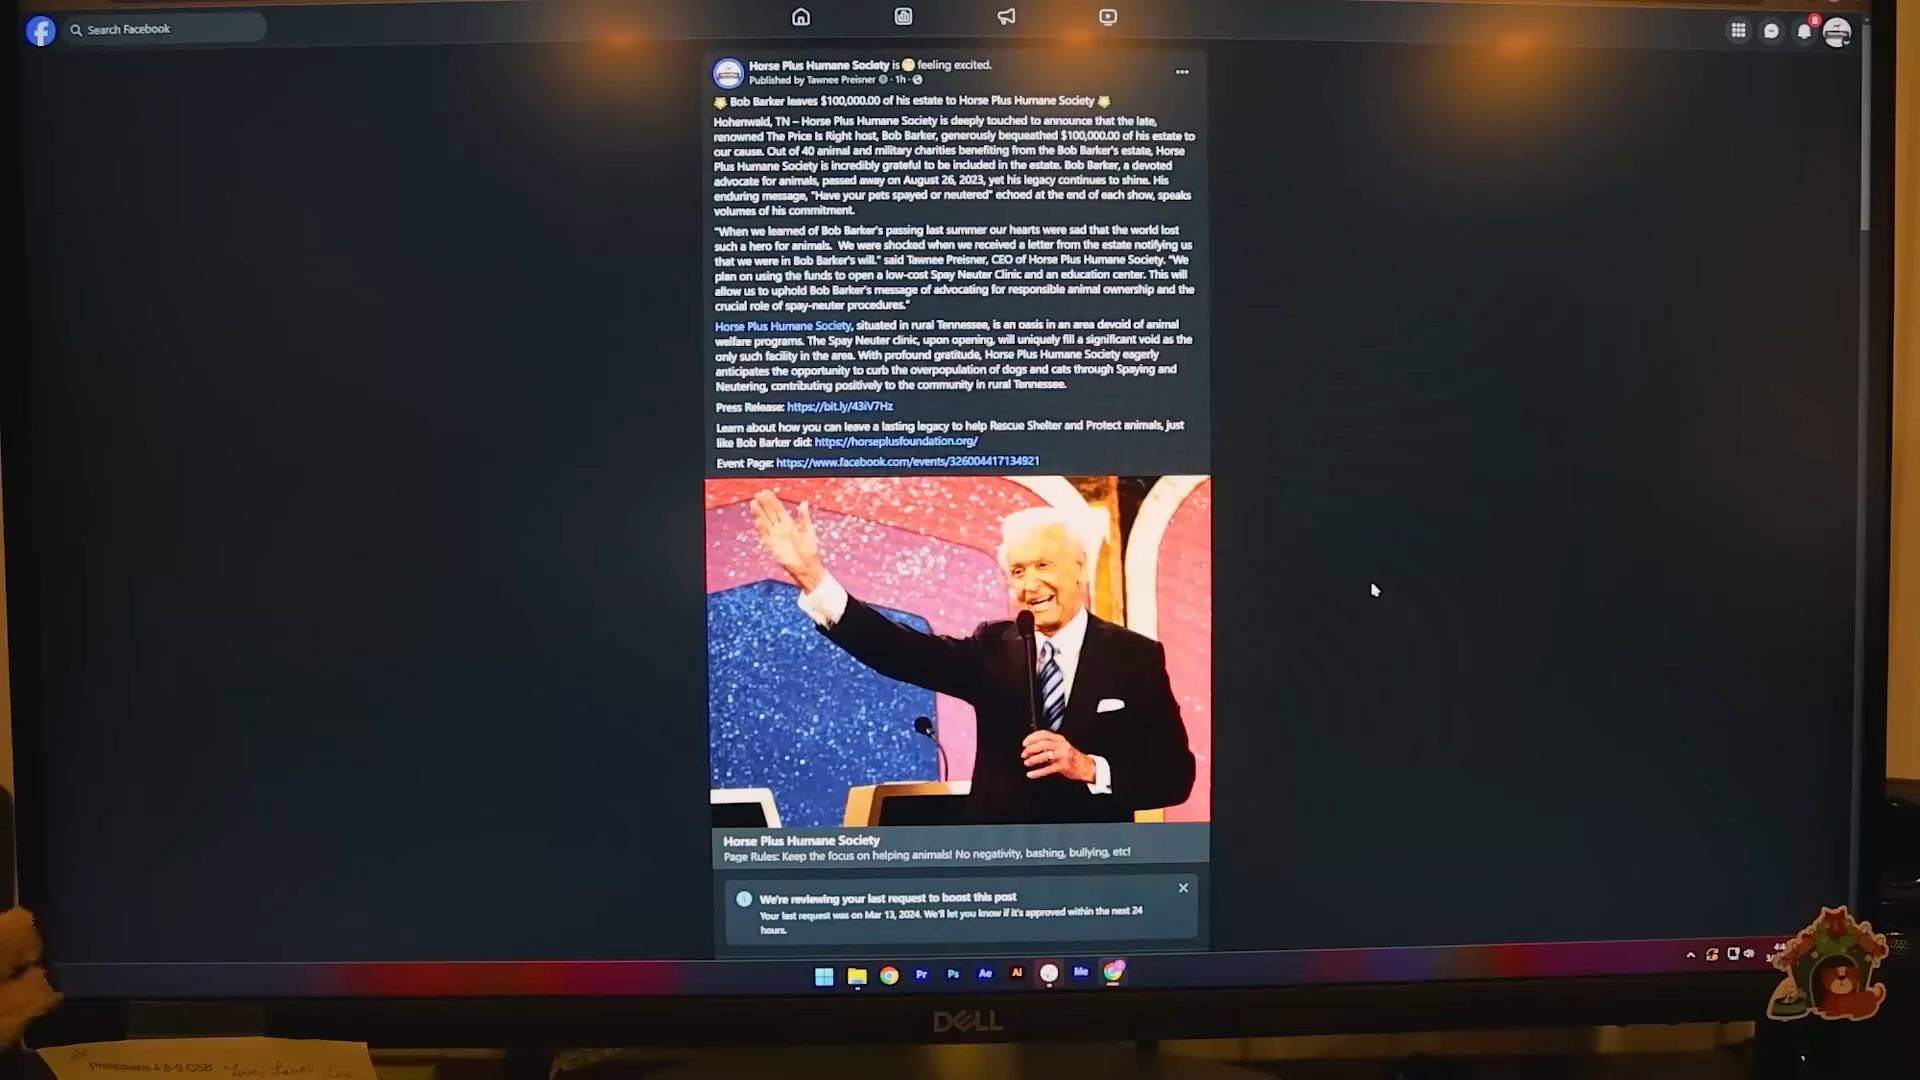 Search Facebook
8
Horse Plus Humane Society is feeling excited.
Published by Tawnee Preisner · 1h ·
Bob Barker leaves $100,000.00 of his estate to Horse Plus Humane Society
Hohenwald, TN – Horse Plus Humane Society is deeply touched to announce that the late,
renowned The Price Is Right host, Bob Barker, generously bequeathed $100,000.00 of his estate to
our cause. Out of 40 animal and military charities benefiting from the Bob Barker's estate, Horse
Plus Humane Society is incredibly grateful to be included in the estate. Bob Barker, a devoted
advocate for animals, passed away on August 26, 2023, yet his legacy continues to shine. His
enduring message, "Have your pets spayed or neutered" echoed at the end of each show, speaks
volumes of his commitment.
"When we learned of Bob Barker's passing last summer our hearts were sad that the world lost
such a hero for animals. We were shocked when we received a letter from the estate notifying us
that we were in Bob Barker's will." said Tawnee Preisner, CEO of Horse Plus Humane Society. "We
plan on using the funds to open a low-cost Spay Neuter Clinic and an education center. This will
allow us to uphold Bob Barker's message of advocating for responsible animal ownership and the
crucial role of spay-neuter procedures."
Horse Plus Humane Society, situated in rural Tennessee, is an oasis in an area devoid of animal
welfare programs. The Spay Neuter clinic, upon opening, will uniquely fill a significant void as the
only such facility in the area. With profound gratitude, Horse Plus Humane Society eagerly
anticipates the opportunity to curb the overpopulation of dogs and cats through Spaying and
Neutering, contributing positively to the community in rural Tennessee.
Press Release: https://bit.ly/43iV7Hz
Learn about how you can leave a lasting legacy to help Rescue Shelter and Protect animals, just
like Bob Barker did: https://horseplusfoundation.org/
Event Page: https://www.facebook.com/events/326004417134921
Horse Plus Humane Society
Page Rules: Keep the focus on helping animals! No negativity, bashing, bullying, etc!
We're reviewing your last request to boost this post
Your last request was on Mar 13, 2024. We'll let you know if it's approved within the next 24
hours.
Pr Ps Ae Ai Me
DELL
Philippians 4:8-9 CSB
Love, Laugh